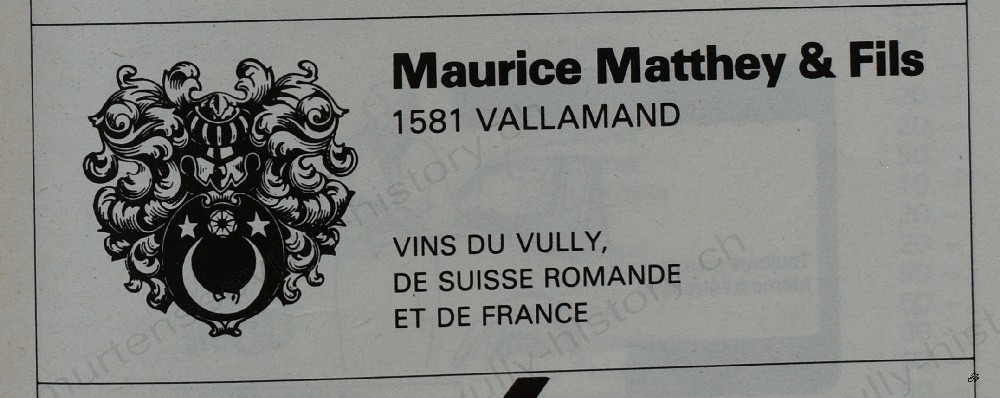 Maurice Matthey & Fils
1581 VALLAMAND
VINS DU VULLY,
DE SUISSE ROMANDE
ET DE FRANCE